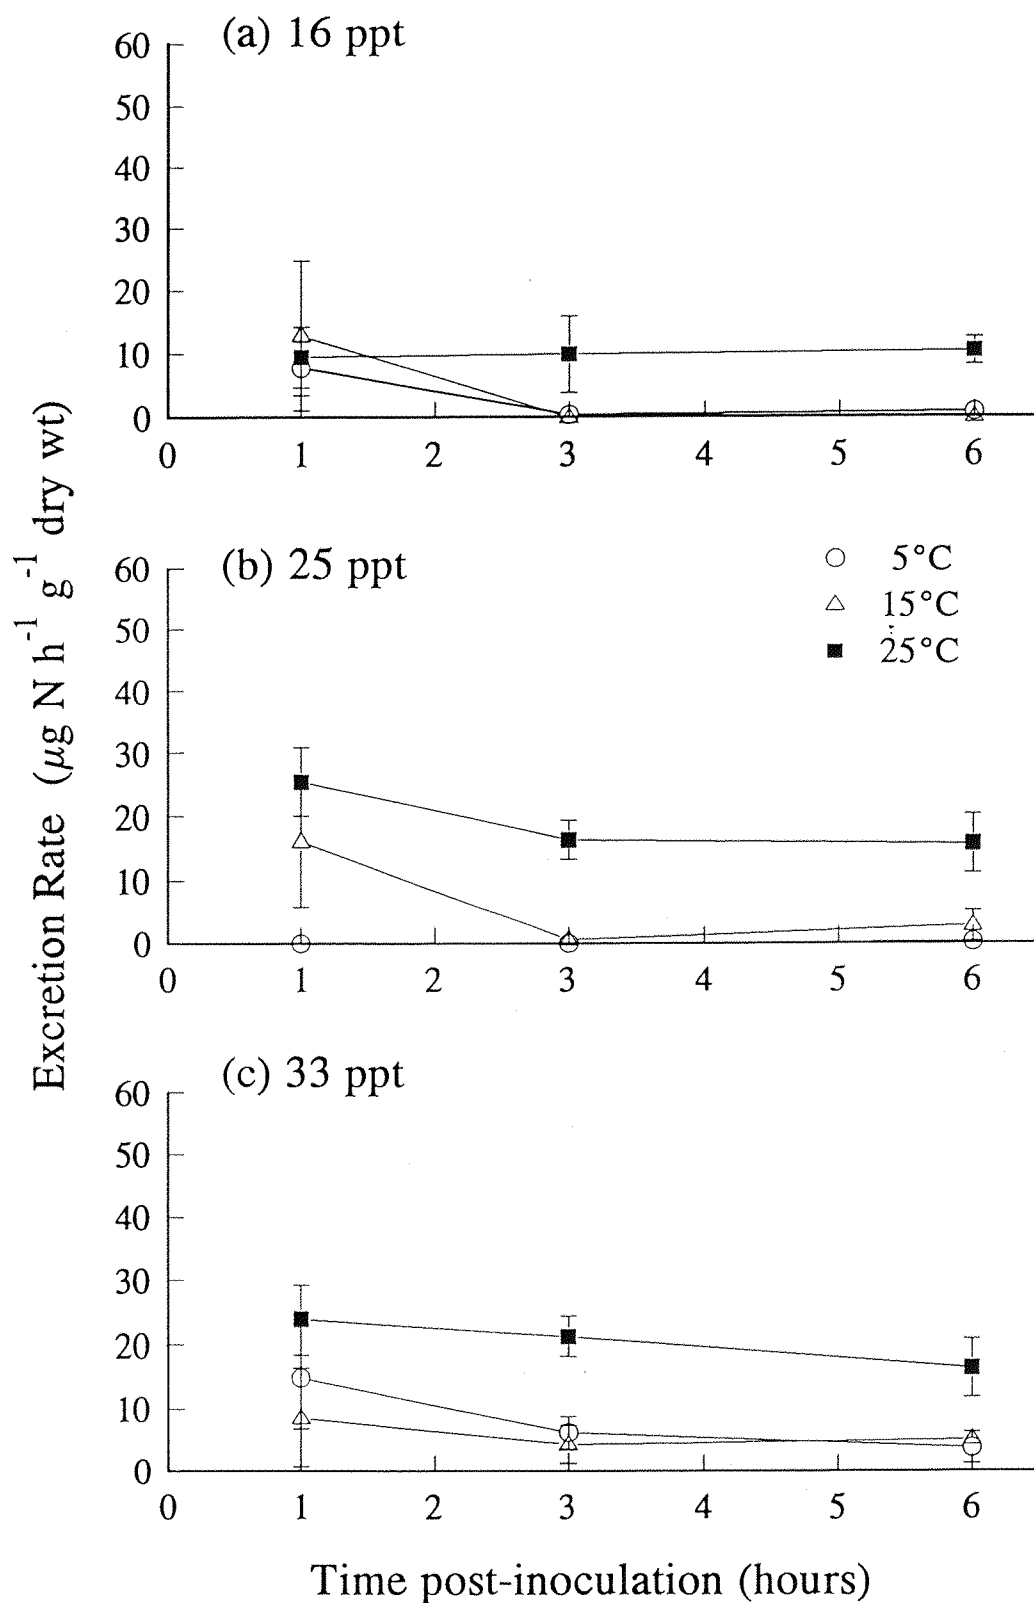 (a) 16 ppt
60
50
40
30
20
10
0
0 1 2 3 4 5 6
(b) 25 ppt
60
50
40
30
20
10
0
0 1 2 3 4 5 6
5°C
15°C
25°C
(c) 33 ppt
60
50
40
30
20
10
0
0 1 2 3 4 5 6
Excretion Rate (μg N h⁻¹ g⁻¹ dry wt)
Time post-inoculation (hours)